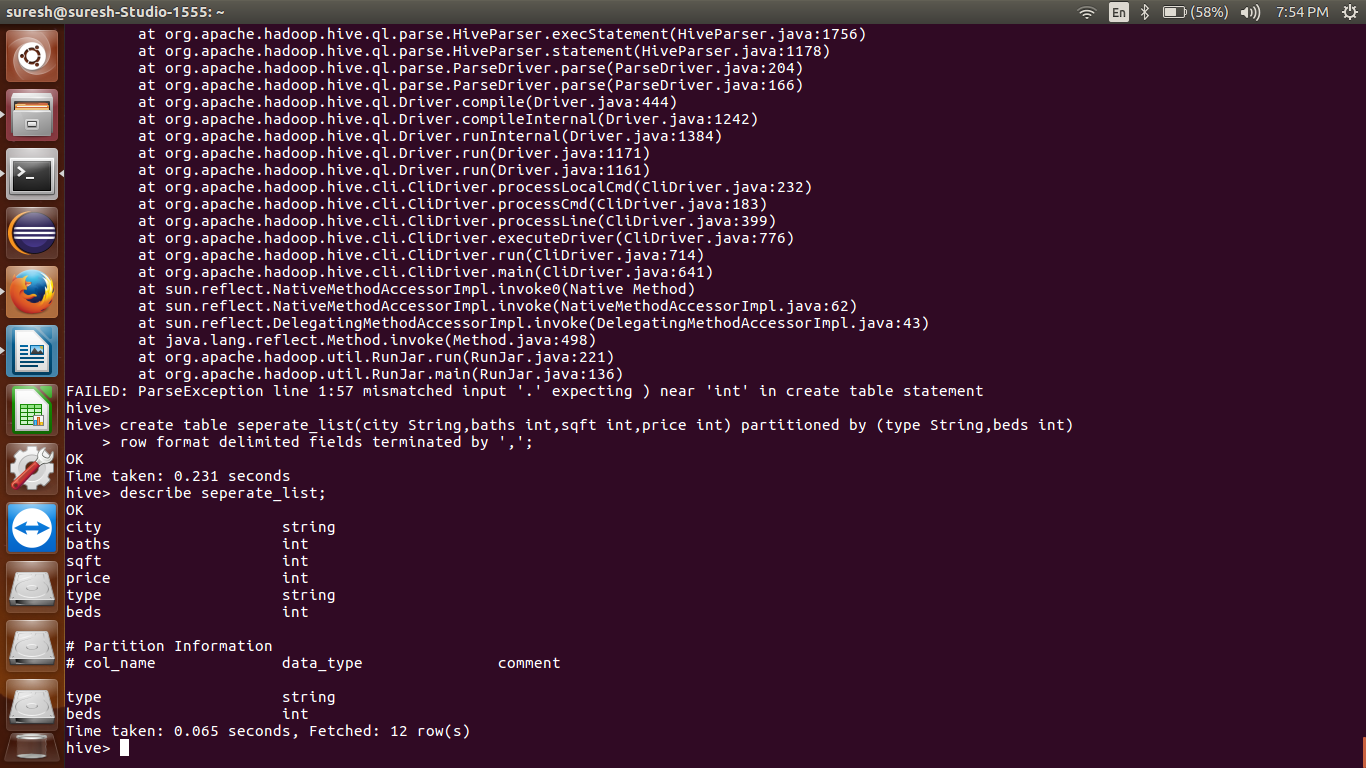 suresh@suresh-Studio-1555: ~
En (58%) 7:54 PM
at org.apache.hadoop.hive.ql.parse.HiveParser.execStatement(HiveParser.java:1756)
at org.apache.hadoop.hive.ql.parse.HiveParser.statement(HiveParser.java:1178)
at org.apache.hadoop.hive.ql.parse.ParseDriver.parse(ParseDriver.java:204)
at org.apache.hadoop.hive.ql.parse.ParseDriver.parse(ParseDriver.java:166)
at org.apache.hadoop.hive.ql.Driver.compile(Driver.java:444)
at org.apache.hadoop.hive.ql.Driver.compileInternal(Driver.java:1242)
at org.apache.hadoop.hive.ql.Driver.runInternal(Driver.java:1384)
at org.apache.hadoop.hive.ql.Driver.run(Driver.java:1171)
at org.apache.hadoop.hive.ql.Driver.run(Driver.java:1161)
at org.apache.hadoop.hive.cli.CliDriver.processLocalCmd(CliDriver.java:232)
at org.apache.hadoop.hive.cli.CliDriver.processCmd(CliDriver.java:183)
at org.apache.hadoop.hive.cli.CliDriver.processLine(CliDriver.java:399)
at org.apache.hadoop.hive.cli.CliDriver.executeDriver(CliDriver.java:776)
at org.apache.hadoop.hive.cli.CliDriver.run(CliDriver.java:714)
at org.apache.hadoop.hive.cli.CliDriver.main(CliDriver.java:641)
at sun.reflect.NativeMethodAccessorImpl.invoke0(Native Method)
at sun.reflect.NativeMethodAccessorImpl.invoke(NativeMethodAccessorImpl.java:62)
at sun.reflect.DelegatingMethodAccessorImpl.invoke(DelegatingMethodAccessorImpl.java:43)
at java.lang.reflect.Method.invoke(Method.java:498)
at org.apache.hadoop.util.RunJar.run(RunJar.java:221)
at org.apache.hadoop.util.RunJar.main(RunJar.java:136)
FAILED: ParseException line 1:57 mismatched input '.' expecting ) near 'int' in create table statement
hive>
hive> create table seperate_list(city String,baths int,sqft int,price int) partitioned by (type String,beds int)
> row format delimited fields terminated by ',';
OK
Time taken: 0.231 seconds
hive> describe seperate_list;
OK
city string
baths int
sqft int
price int
type string
beds int
# Partition Information
# col_name data_type comment
type string
beds int
Time taken: 0.065 seconds, Fetched: 12 row(s)
hive>